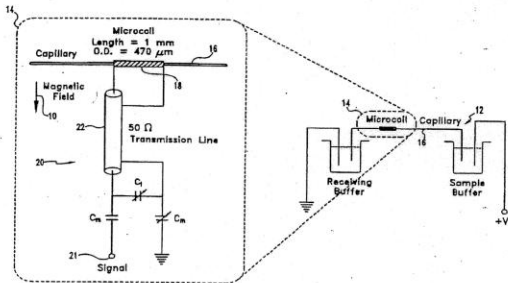 14
Microcoil
Length = 1 mm
O.D. = 470 μm
Capillary
16
18
Magnetic
Field
10
22
50 Ω
Transmission Line
20
C1
Cm
Cm
21
Signal
14
Microcoil
Capillary
12
16
Receiving
Buffer
Sample
Buffer
+V